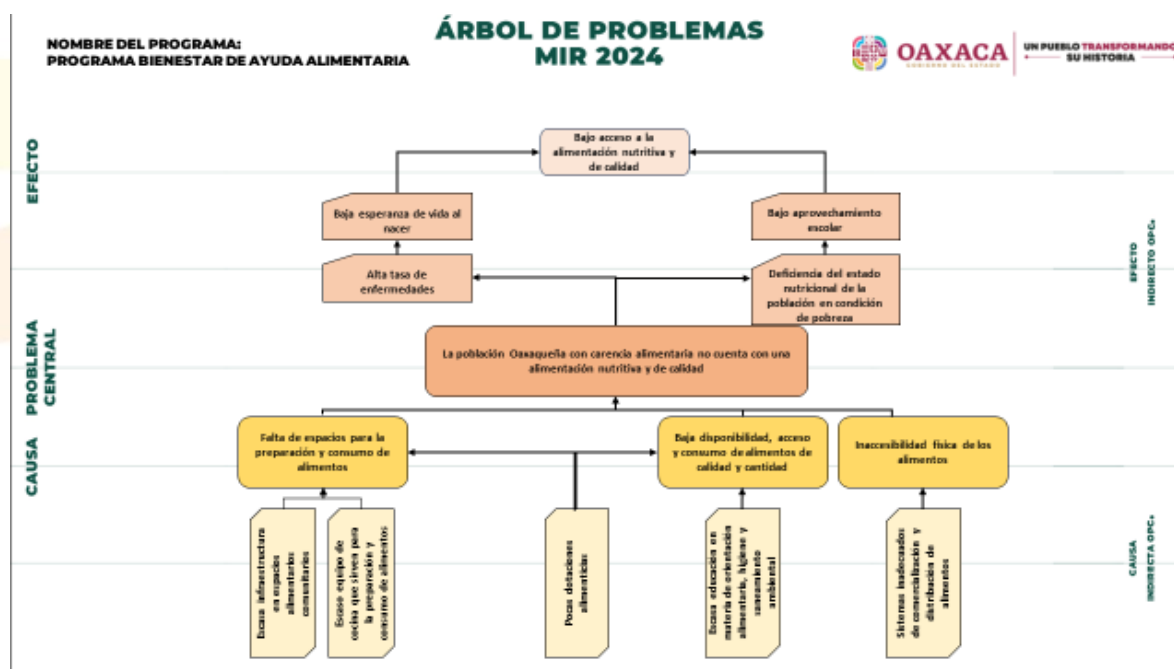 ÁRBOL DE PROBLEMAS
MIR 2024
NOMBRE DEL PROGRAMA:
PROGRAMA BIENESTAR DE AYUDA ALIMENTARIA
OAXACA
GOBIERNO DEL ESTADO
UN PUEBLO TRANSFORMANDO
SU HISTORIA
EFECTO
Bajo acceso a la
alimentación nutritiva y
de calidad
Baja esperanza de vida al
nacer
Bajo aprovechamiento
escolar
EFECTO
INDIRECTO OPC.
Alta tasa de
enfermedades
Deficiencia del estado
nutricional de la
población en condición
de pobreza
PROBLEMA
CENTRAL
La población Oaxaqueña con carencia alimentaria no cuenta con una
alimentación nutritiva y de calidad
CAUSA
Falta de espacios para la
preparación y consumo de
alimentos
Baja disponibilidad, acceso
y consumo de alimentos de
calidad y cantidad
Inaccesibilidad física de los
alimentos
CAUSA
INDIRECTA OPC.
Escasa infraestructura
en espacios
alimentarios
comunitarios
Escaso equipo de
cocina que sirven para
la preparación y
consumo de alimentos
Pocas dotaciones
alimenticias
Escasa educación en
materia de orientación
alimentaria, higiene y
saneamiento
ambiental
Sistemas inadecuados
de comercialización y
distribución de
alimentos